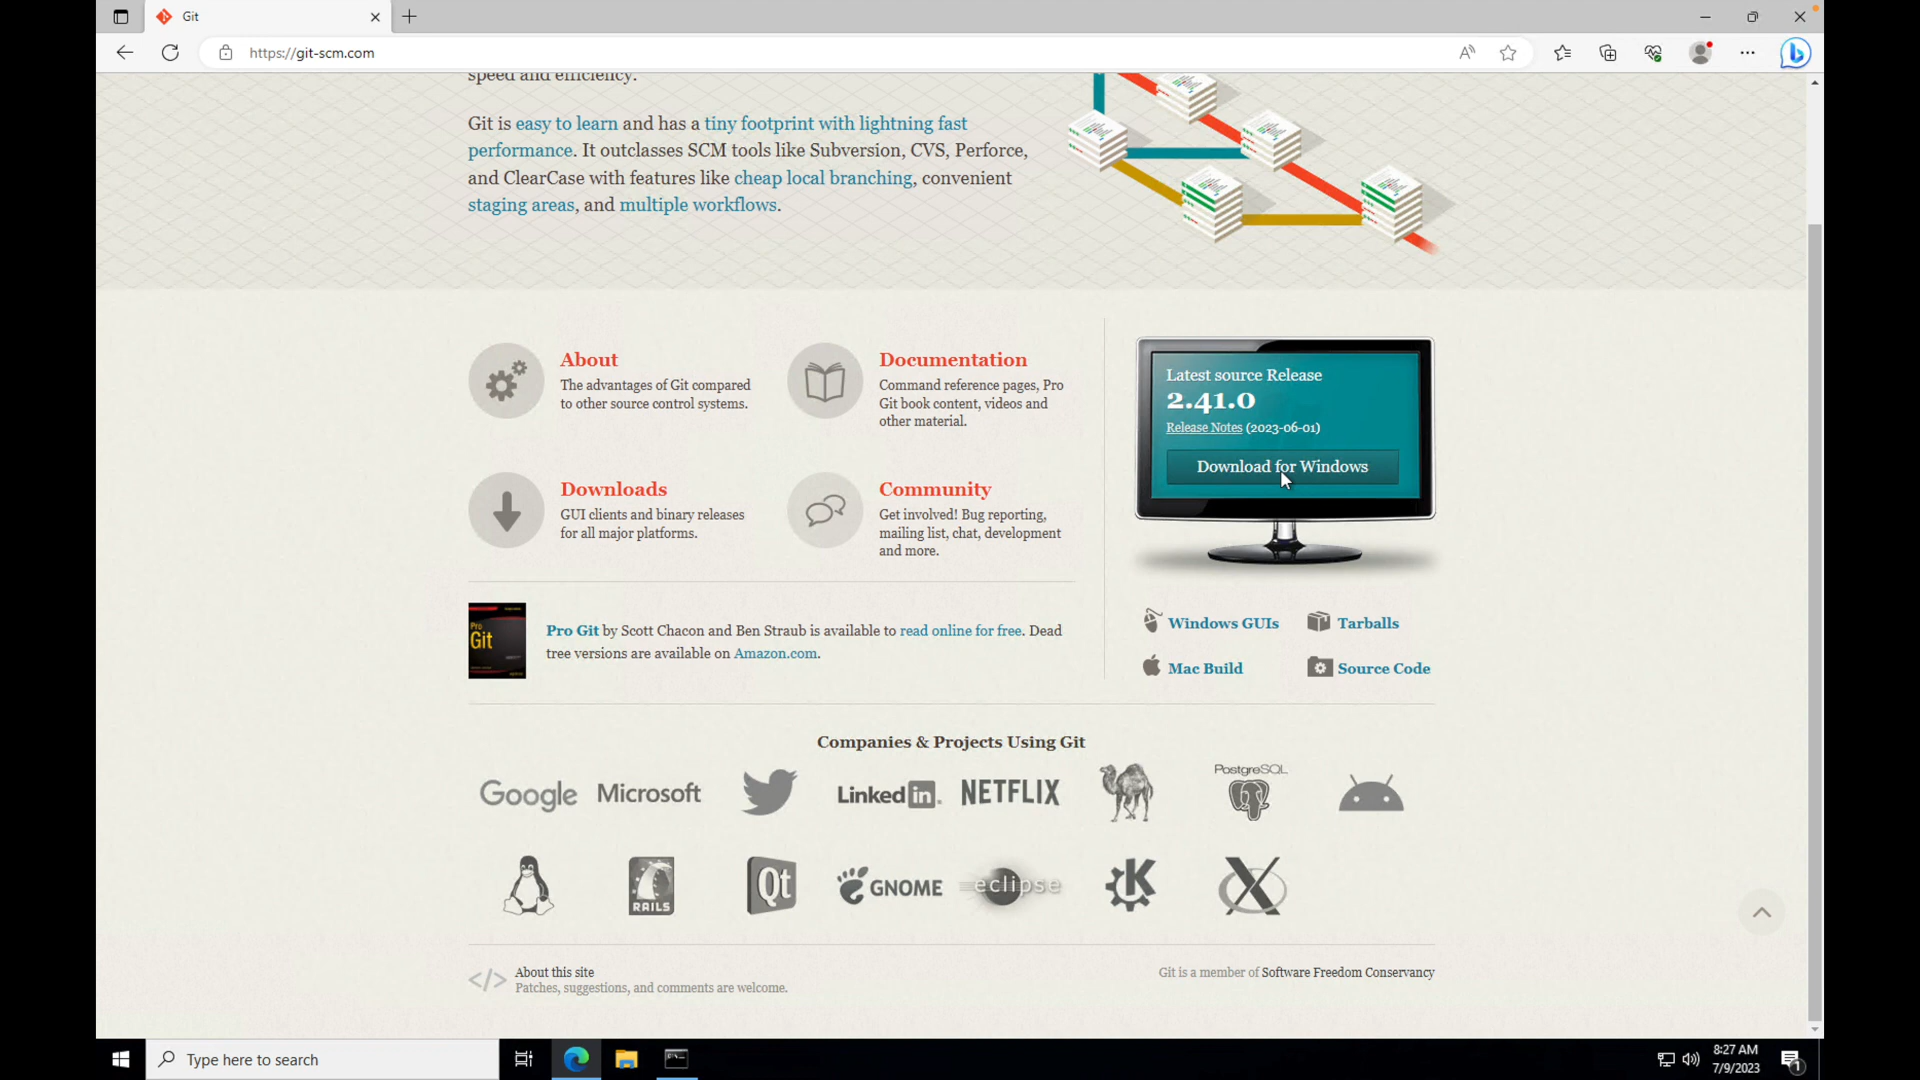 Git
https://git-scm.com
speed and efficiency.
Git is easy to learn and has a tiny footprint with lightning fast
performance. It outclasses SCM tools like Subversion, CVS, Perforce,
and ClearCase with features like cheap local branching, convenient
staging areas, and multiple workflows.
About
The advantages of Git compared
to other source control systems.
Documentation
Command reference pages, Pro
Git book content, videos and
other material.
Downloads
GUI clients and binary releases
for all major platforms.
Community
Get involved! Bug reporting,
mailing list, chat, development
and more.
Latest source Release
2.41.0
Release Notes (2023-06-01)
Download for Windows
Windows GUIs
Tarballs
Mac Build
Source Code
Pro
Git
Pro Git by Scott Chacon and Ben Straub is available to read online for free. Dead
tree versions are available on Amazon.com.
Companies & Projects Using Git
Google
Microsoft
Linked in
NETFLIX
PostgreSQL
RAILS
Qt
GNOME
eclipse
K
X
</>
About this site
Patches, suggestions, and comments are welcome.
Git is a member of Software Freedom Conservancy
Type here to search
8:27 AM
7/9/2023
1